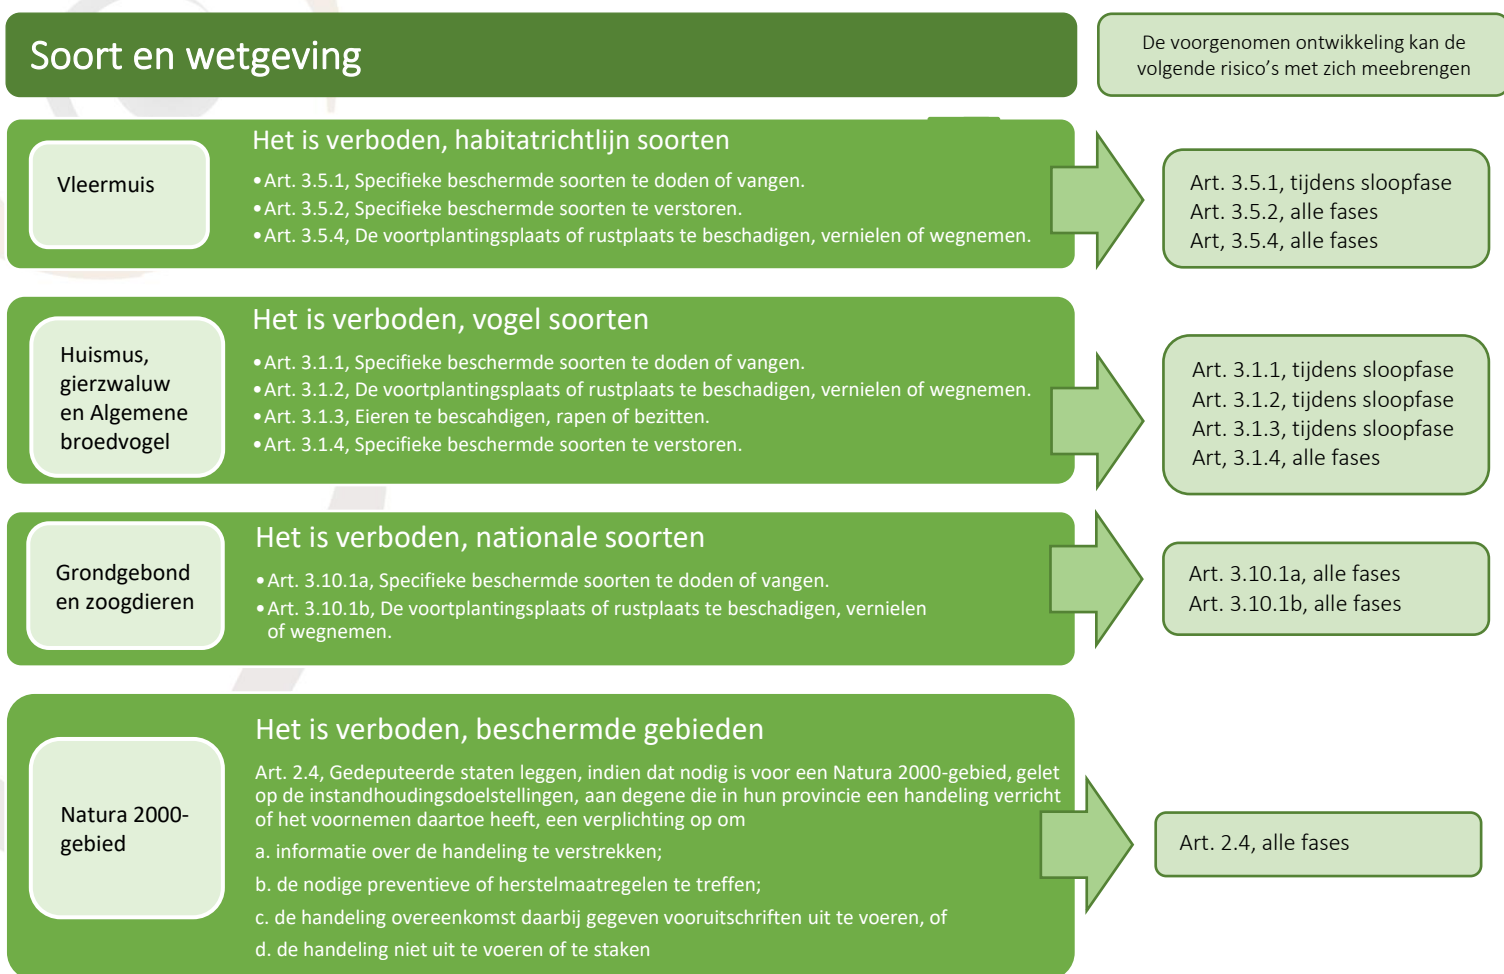 Soort en wetgeving
De voorgenomen ontwikkeling kan de
volgende risico's met zich meebrengen
Vleermuis
Het is verboden, habitatrichtlijn soorten
•Art. 3.5.1, Specifieke beschermde soorten te doden of vangen.
•Art. 3.5.2, Specifieke beschermde soorten te verstoren.
•Art. 3.5.4, De voortplantingsplaats of rustplaats te beschadigen, vernielen of wegnemen.
Art. 3.5.1, tijdens sloopfase
Art. 3.5.2, alle fases
Art, 3.5.4, alle fases
Huismus,
gierzwaluw
en Algemene
broedvogel
Het is verboden, vogel soorten
•Art. 3.1.1, Specifieke beschermde soorten te doden of vangen.
•Art. 3.1.2, De voortplantingsplaats of rustplaats te beschadigen, vernielen of wegnemen.
•Art. 3.1.3, Eieren te bescahdigen, rapen of bezitten.
•Art. 3.1.4, Specifieke beschermde soorten te verstoren.
Art. 3.1.1, tijdens sloopfase
Art. 3.1.2, tijdens sloopfase
Art. 3.1.3, tijdens sloopfase
Art, 3.1.4, alle fases
Grondgebond
en zoogdieren
Het is verboden, nationale soorten
•Art. 3.10.1a, Specifieke beschermde soorten te doden of vangen.
•Art. 3.10.1b, De voortplantingsplaats of rustplaats te beschadigen, vernielen
of wegnemen.
Art. 3.10.1a, alle fases
Art. 3.10.1b, alle fases
Natura 2000-
gebied
Het is verboden, beschermde gebieden
Art. 2.4, Gedeputeerde staten leggen, indien dat nodig is voor een Natura 2000-gebied, gelet
op de instandhoudingsdoelstellingen, aan degene die in hun provincie een handeling verricht
of het voornemen daartoe heeft, een verplichting op om
a. informatie over de handeling te verstrekken;
b. de nodige preventieve of herstelmaatregelen te treffen;
c. de handeling overeenkomst daarbij gegeven vooruitschriften uit te voeren, of
d. de handeling niet uit te voeren of te staken
Art. 2.4, alle fases